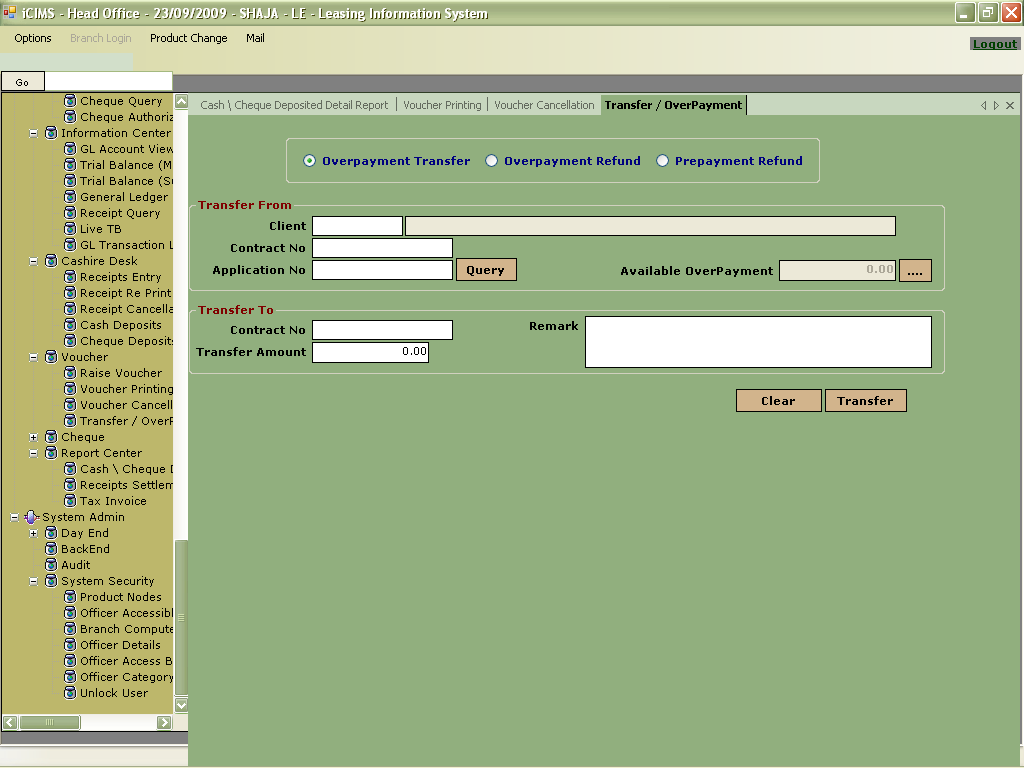 iCIMS - Head Office - 23/09/2009 - SHAJA - LE - Leasing Information System
Options Branch Login Product Change Mail
Logout
Go
Cheque Query
Cheque Authoriz
Information Center
GL Account View
Trial Balance (M
Trial Balance (S
General Ledger
Receipt Query
Live TB
GL Transaction L
Cashire Desk
Receipts Entry
Receipt Re Print
Receipt Cancella
Cash Deposits
Cheque Deposits
Voucher
Raise Voucher
Voucher Printing
Voucher Cancell
Transfer / OverP
Cheque
Report Center
Cash \ Cheque D
Receipts Settlem
Tax Invoice
System Admin
Day End
BackEnd
Audit
System Security
Product Nodes
Officer Accessibl
Branch Compute
Officer Details
Officer Access B
Officer Category
Unlock User
Cash \ Cheque Deposited Detail Report Voucher Printing Voucher Cancellation Transfer / OverPayment
Overpayment Transfer Overpayment Refund Prepayment Refund
Transfer From
Client
Contract No
Application No Query Available OverPayment 0.00 ....
Transfer To
Contract No Remark
Transfer Amount 0.00
Clear Transfer